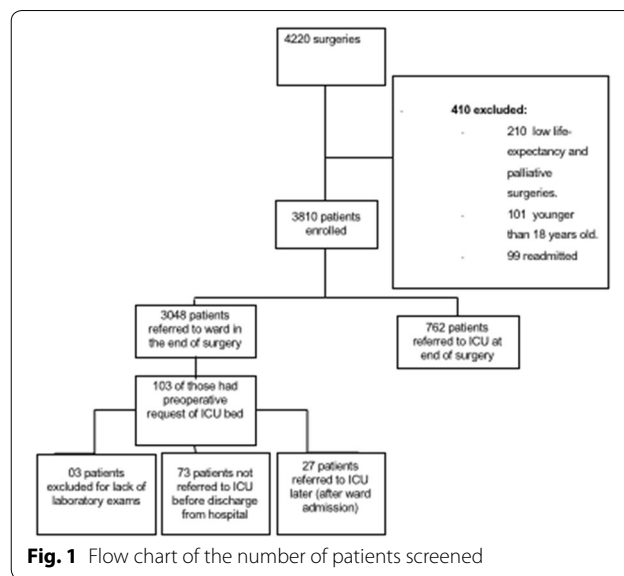 4220 surgeries
410 excluded:
210 low life-
expectancy and
palliative
surgeries.
101 younger
than 18 years old.
99 readmitted
3810 patients
enrolled
3048 patients
referred to ward in
the end of surgery
762 patients
referred to ICU at
end of surgery
103 of those had
preoperative
request of ICU bed
03 patients
excluded for lack of
laboratory exams
73 patients not
referred to ICU
before discharge
from hospital
27 patients
referred to ICU
later (after ward
admission)
Fig. 1 Flow chart of the number of patients screened